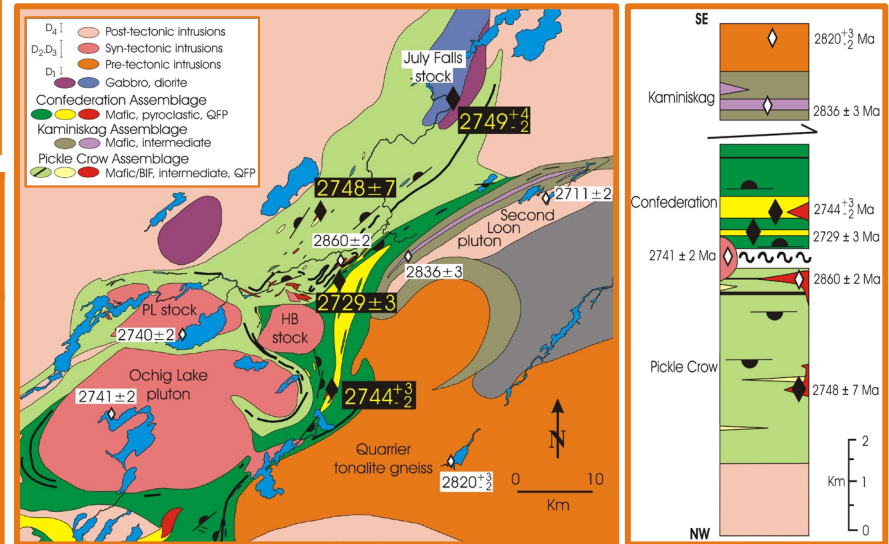 D4
Post-tectonic intrusions
D2-D3
Syn-tectonic intrusions
Pre-tectonic intrusions
D1
Gabbro, diorite
Confederation Assemblage
Mafic, pyroclastic, QFP
Kaminiskag Assemblage
Mafic, intermediate
Pickle Crow Assemblage
Mafic/BIF, intermediate, QFP
July Falls
stock
2749+4-2
2748±7
2711±2
Second
Loon
pluton
2860±2
2836±3
2729±3
PL stock
HB
stock
2740±2
Ochig Lake
pluton
2741±2
2744+3-2
Quarrier
tonalite gneiss
2820+3-2
N
0 10
Km
SE
2820+3-2 Ma
Kaminiskag
2836 ± 3 Ma
Confederation
2744+3-2 Ma
2729 ± 3 Ma
2741 ± 2 Ma
2860 ± 2 Ma
Pickle Crow
2748 ± 7 Ma
2
Km
1
0
NW